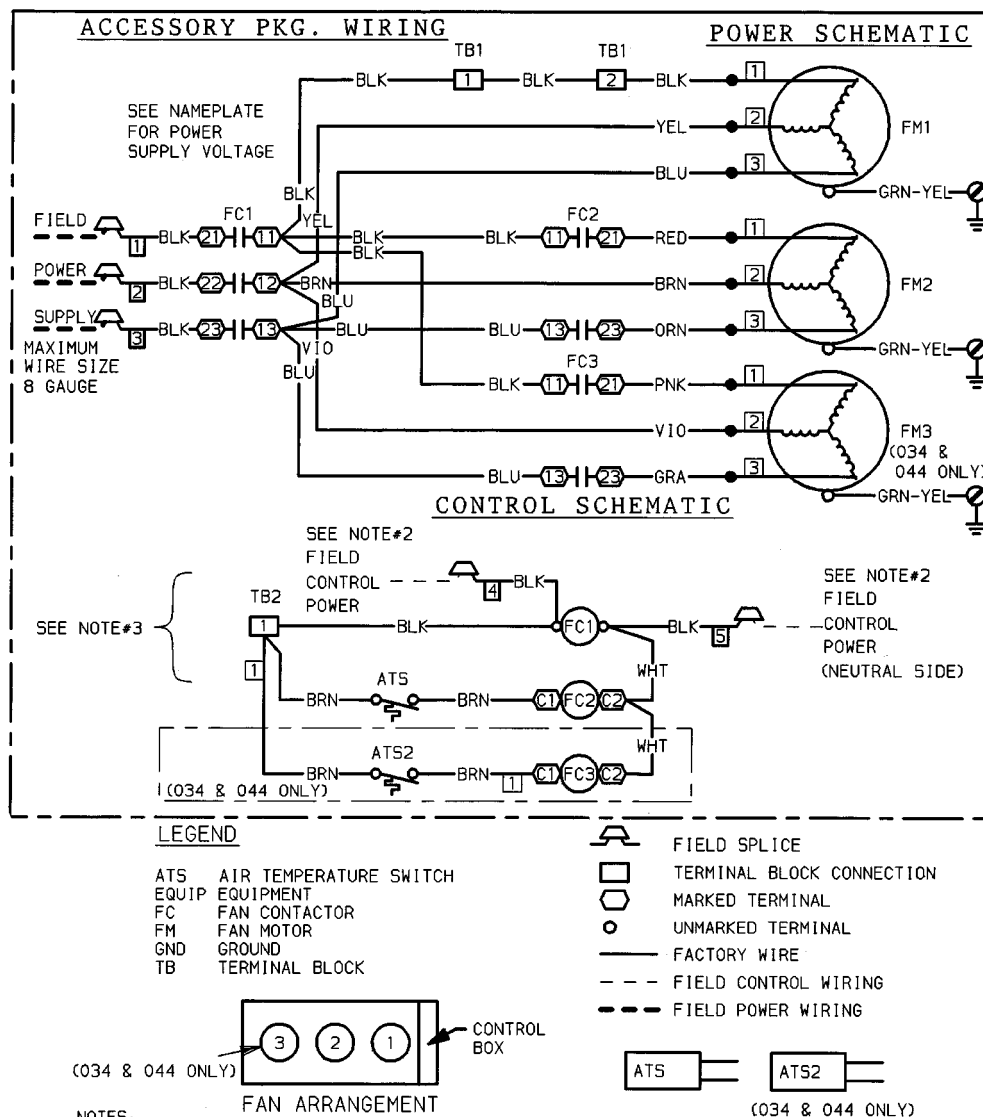 ACCESSORY PKG. WIRING
POWER SCHEMATIC
TB1 TB1
BLK 1 BLK 2 BLK 1
SEE NAMEPLATE
FOR POWER
SUPPLY VOLTAGE
YEL 2
FM1
BLU 3
GRN-YEL
BLK
YEL
FIELD
FC1
FC2
1 BLK 21 11 BLK 11 21 RED 1
BLK
POWER
2 BLK 22 12 BRN BRN 2
FM2
BLU
SUPPLY
3 BLK 23 13 BLU BLU 13 23 ORN 3
VIO
GRN-YEL
MAXIMUM
WIRE SIZE
8 GAUGE
BLU
FC3
BLK 11 21 PNK 1
VIO 2
FM3
(034 &
044 ONLY)
BLU 13 23 GRA 3
GRN-YEL
CONTROL SCHEMATIC
SEE NOTE#2
FIELD
CONTROL
POWER
4 BLK
SEE NOTE#2
FIELD
CONTROL
POWER
(NEUTRAL SIDE)
SEE NOTE#3
TB2
1 BLK FC1 BLK 5
1
WHT
ATS
BRN BRN C1 FC2 C2
WHT
ATS2
BRN BRN 1 C1 FC3 C2
(034 & 044 ONLY)
LEGEND
ATS AIR TEMPERATURE SWITCH
EQUIP EQUIPMENT
FC FAN CONTACTOR
FM FAN MOTOR
GND GROUND
TB TERMINAL BLOCK
FIELD SPLICE
TERMINAL BLOCK CONNECTION
MARKED TERMINAL
UNMARKED TERMINAL
FACTORY WIRE
FIELD CONTROL WIRING
FIELD POWER WIRING
3 2 1
CONTROL
BOX
(034 & 044 ONLY)
FAN ARRANGEMENT
ATS ATS2
(034 & 044 ONLY)
NOTES: